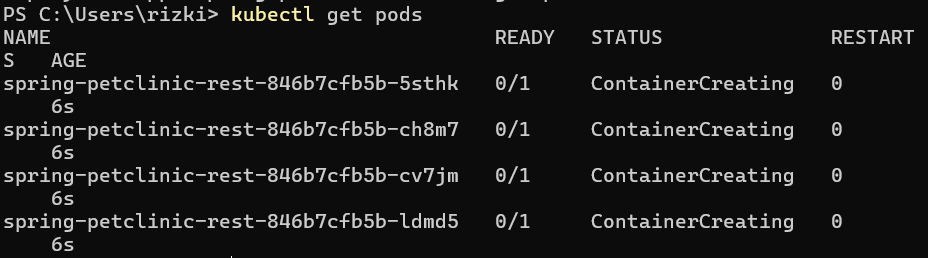 PS C:\Users\rizki> kubectl get pods
NAME                                     READY   STATUS              RESTART
S   AGE
spring-petclinic-rest-846b7cfb5b-5sthk   0/1     ContainerCreating   0
    6s
spring-petclinic-rest-846b7cfb5b-ch8m7   0/1     ContainerCreating   0
    6s
spring-petclinic-rest-846b7cfb5b-cv7jm   0/1     ContainerCreating   0
    6s
spring-petclinic-rest-846b7cfb5b-ldmd5   0/1     ContainerCreating   0
    6s